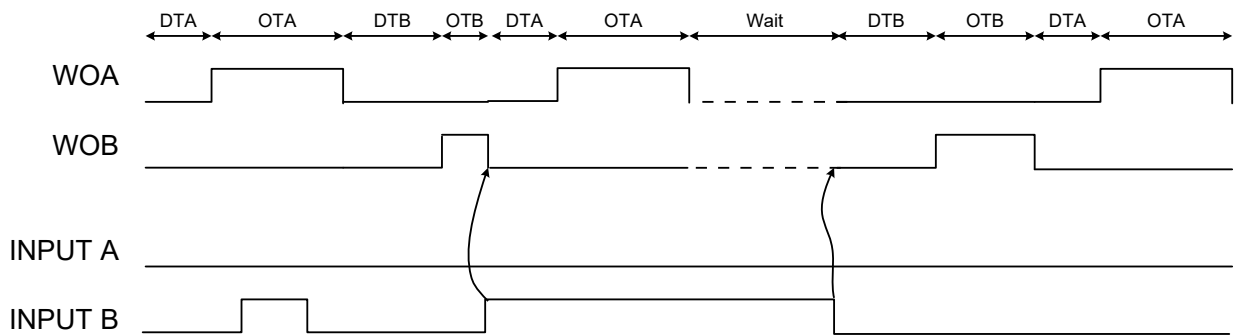 DTA OTA DTB OTB DTA OTA Wait DTB OTB DTA OTA
WOA
WOB
INPUT A
INPUT B